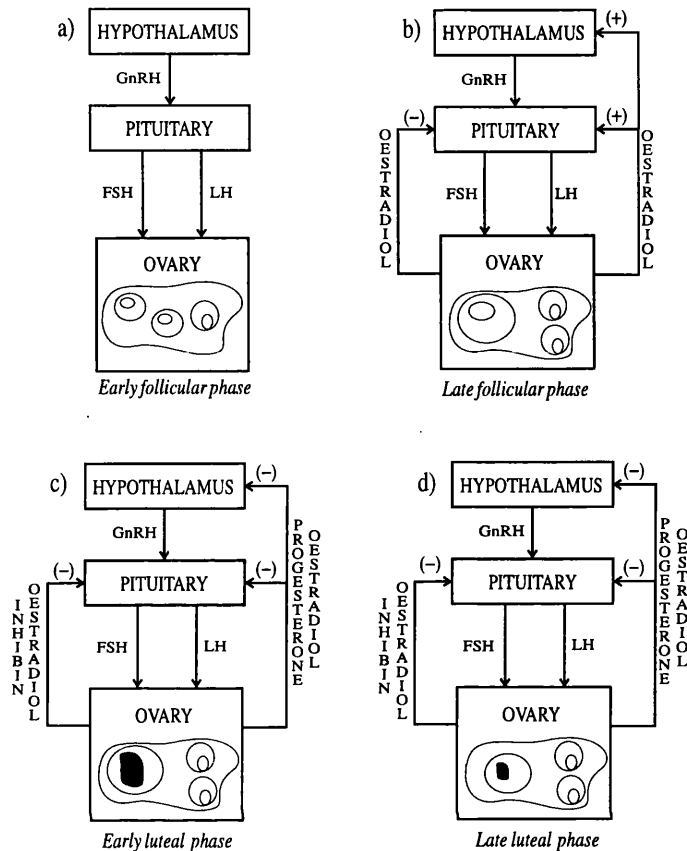 a)
HYPOTHALAMUS
GnRH
PITUITARY
FSH
LH
OVARY
Early follicular phase
b)
HYPOTHALAMUS
(+)
GnRH
(-)
PITUITARY
(+)
OESTRADIOL
FSH
LH
OESTRADIOL
OVARY
Late follicular phase
c)
HYPOTHALAMUS
(-)
GnRH
(-)
PITUITARY
(-)
INHIBIN
OESTRADIOL
FSH
LH
PROGESTERONE
OESTRADIOL
OVARY
Early luteal phase
d)
HYPOTHALAMUS
(-)
GnRH
(-)
PITUITARY
(-)
INHIBIN
OESTRADIOL
FSH
LH
PROGESTERONE
OESTRADIOL
OVARY
Late luteal phase